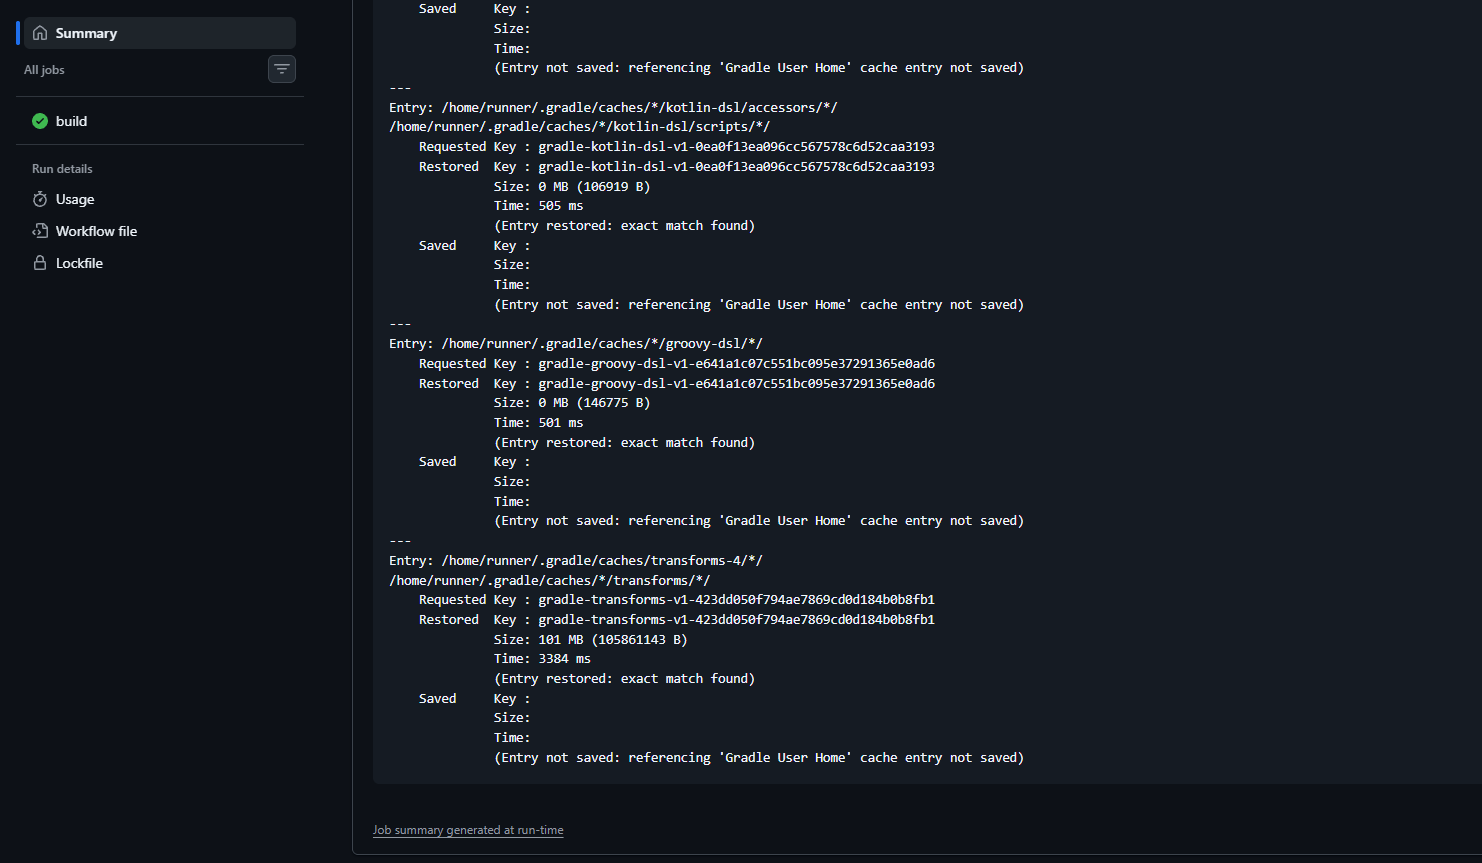 Summary
All jobs
build
Run details
Usage
Workflow file
Lockfile
Saved     Key :
Size:
Time:
(Entry not saved: referencing 'Gradle User Home' cache entry not saved)
---
Entry: /home/runner/.gradle/caches/*/kotlin-dsl/accessors/*/
/home/runner/.gradle/caches/*/kotlin-dsl/scripts/*/
Requested Key : gradle-kotlin-dsl-v1-0ea0f13ea096cc567578c6d52caa3193
Restored  Key : gradle-kotlin-dsl-v1-0ea0f13ea096cc567578c6d52caa3193
Size: 0 MB (106919 B)
Time: 505 ms
(Entry restored: exact match found)
Saved     Key :
Size:
Time:
(Entry not saved: referencing 'Gradle User Home' cache entry not saved)
---
Entry: /home/runner/.gradle/caches/*/groovy-dsl/*/
Requested Key : gradle-groovy-dsl-v1-e641a1c07c551bc095e37291365e0ad6
Restored  Key : gradle-groovy-dsl-v1-e641a1c07c551bc095e37291365e0ad6
Size: 0 MB (146775 B)
Time: 501 ms
(Entry restored: exact match found)
Saved     Key :
Size:
Time:
(Entry not saved: referencing 'Gradle User Home' cache entry not saved)
---
Entry: /home/runner/.gradle/caches/transforms-4/*/
/home/runner/.gradle/caches/*/transforms/*/
Requested Key : gradle-transforms-v1-423dd050f794ae7869cd0d184b0b8fb1
Restored  Key : gradle-transforms-v1-423dd050f794ae7869cd0d184b0b8fb1
Size: 101 MB (105861143 B)
Time: 3384 ms
(Entry restored: exact match found)
Saved     Key :
Size:
Time:
(Entry not saved: referencing 'Gradle User Home' cache entry not saved)
Job summary generated at run-time